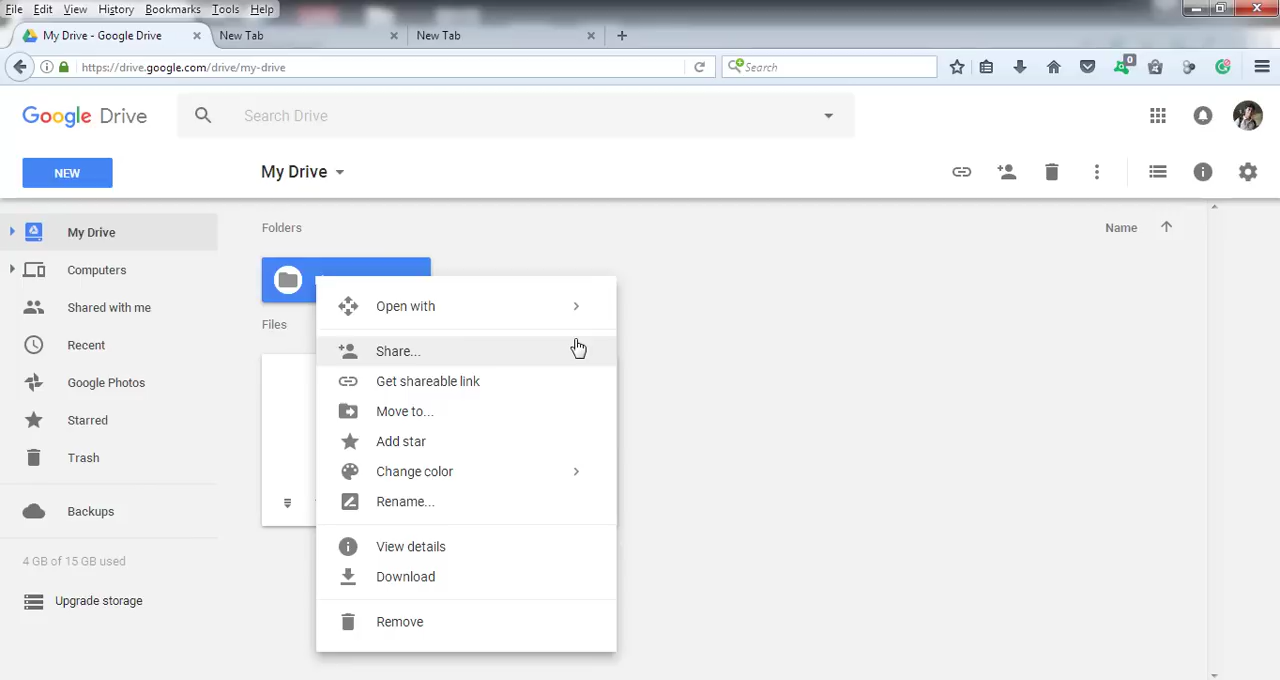 File Edit View History Bookmarks Tools Help
My Drive - Google Drive New Tab New Tab
https://drive.google.com/drive/my-drive Search 0
Google Drive Search Drive
NEW My Drive
My Drive
Computers
Shared with me
Recent
Google Photos
Starred
Trash
Backups
4 GB of 15 GB used
Upgrade storage
Folders Name
Files
Open with
Share...
Get shareable link
Move to...
Add star
Change color
Rename...
View details
Download
Remove